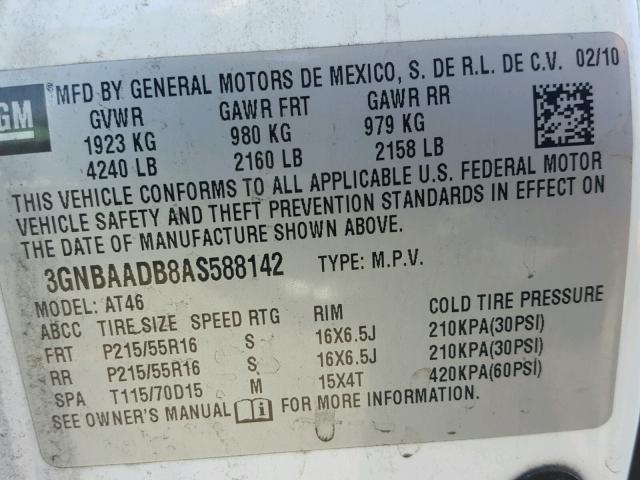 GM
MFD BY GENERAL MOTORS DE MEXICO, S. DE R.L. DE C.V. 02/10
GVWR GAWR FRT GAWR RR
1923 KG 980 KG 979 KG
4240 LB 2160 LB 2158 LB
THIS VEHICLE CONFORMS TO ALL APPLICABLE U.S. FEDERAL MOTOR
VEHICLE SAFETY AND THEFT PREVENTION STANDARDS IN EFFECT ON
THE DATE OF MANUFACTURE SHOWN ABOVE.
3GNBAADB8AS588142 TYPE: M.P.V.
MODEL: AT46
ABCC TIRE SIZE SPEED RTG RIM COLD TIRE PRESSURE
FRT P215/55R16 S 16X6.5J 210KPA(30PSI)
RR P215/55R16 S 16X6.5J 210KPA(30PSI)
SPA T115/70D15 M 15X4T 420KPA(60PSI)
SEE OWNER'S MANUAL FOR MORE INFORMATION.